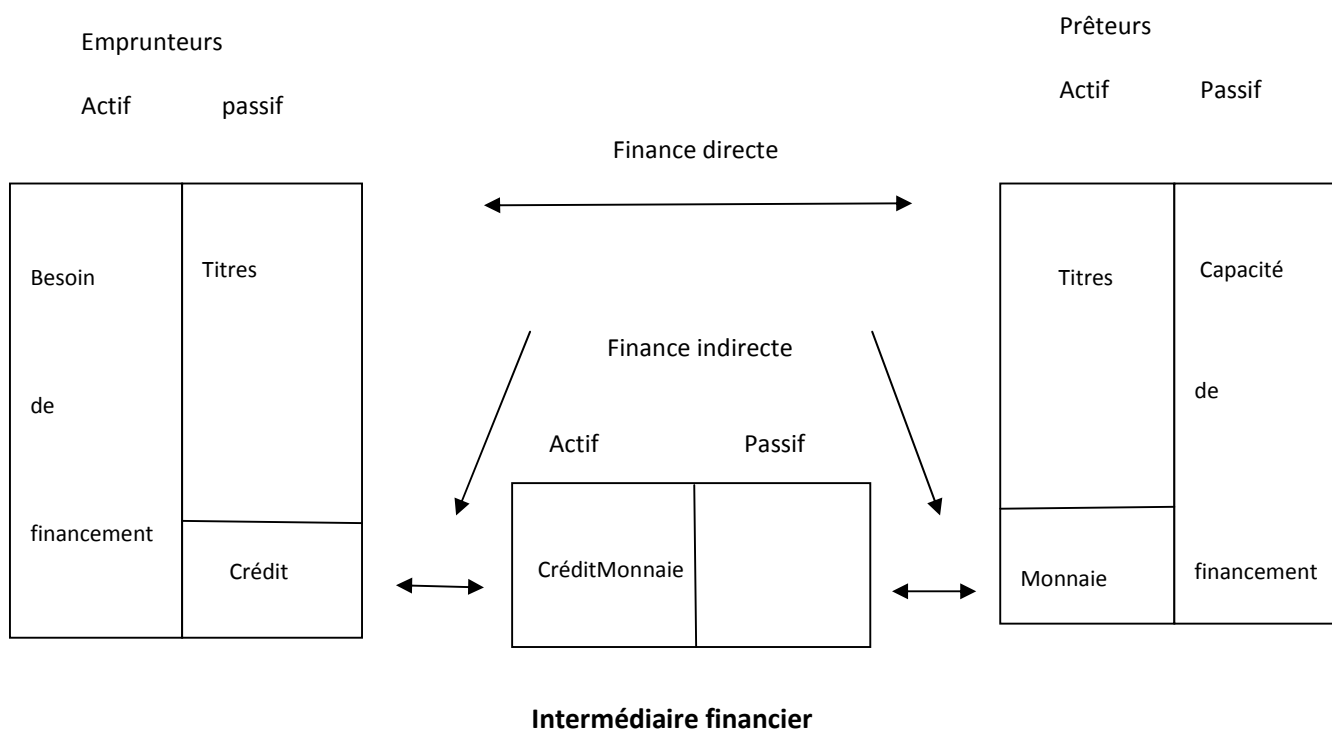 Emprunteurs
Prêteurs
Actif passif
Actif Passif
Finance directe
Besoin
de
financement
Titres
Crédit
Finance indirecte
Actif Passif
CréditMonnaie
Titres
Monnaie
Capacité
de
financement
Intermédiaire financier